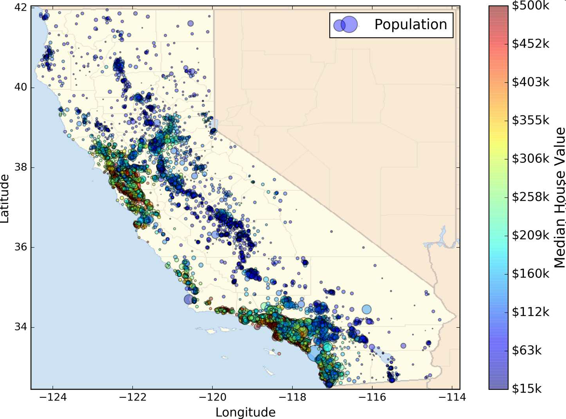 Population
42
40
38
36
34
Latitude
−124
−122
−120
−118
−116
−114
Longitude
$500k
$452k
$403k
$355k
$306k
$258k
$209k
$160k
$112k
$63k
$15k
Median House Value